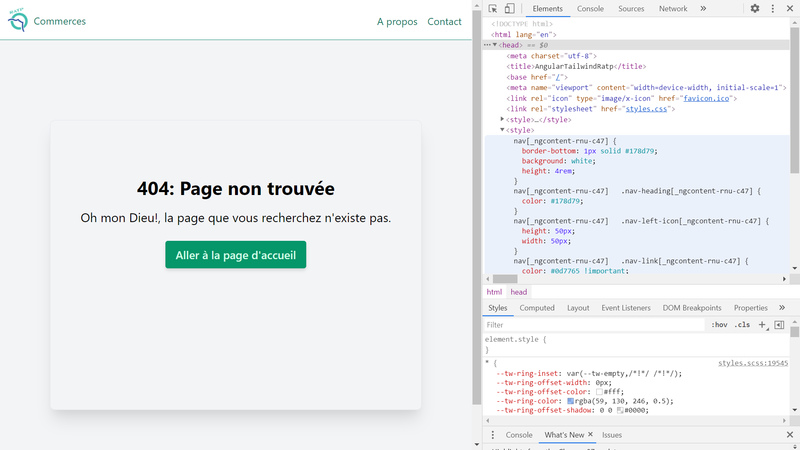 RATP
Commerces
A propos
Contact
404: Page non trouvée
Oh mon Dieu!, la page que vous recherchez n'existe pas.
Aller à la page d'accueil
Elements
Console
Sources
Network
»
<!DOCTYPE html>
<html lang="en">
···▼<head> == $0
<meta charset="utf-8">
<title>AngularTailwindRatp</title>
<base href="/">
<meta name="viewport" content="width=device-width, initial-scale=1">
<link rel="icon" type="image/x-icon" href="favicon.ico">
<link rel="stylesheet" href="styles.css">
▶<style>…</style>
▼<style>
nav[_ngcontent-rnu-c47] {
border-bottom: 1px solid #178d79;
background: white;
height: 4rem;
}
nav[_ngcontent-rnu-c47] .nav-heading[_ngcontent-rnu-c47] {
color: #178d79;
}
nav[_ngcontent-rnu-c47] .nav-left-icon[_ngcontent-rnu-c47] {
height: 50px;
width: 50px;
}
nav[_ngcontent-rnu-c47] .nav-link[_ngcontent-rnu-c47] {
color: #0d7765 !important;
html
head
Styles
Computed
Layout
Event Listeners
DOM Breakpoints
Properties
»
Filter
:hov
.cls
+
element.style {
}
* {
styles.scss:19545
--tw-ring-inset: var(--tw-empty,/*!*/ /*!*/);
--tw-ring-offset-width: 0px;
--tw-ring-offset-color: #fff;
--tw-ring-color: rgba(59, 130, 246, 0.5);
--tw-ring-offset-shadow: 0 0 #0000;
Console
What's New
Issues